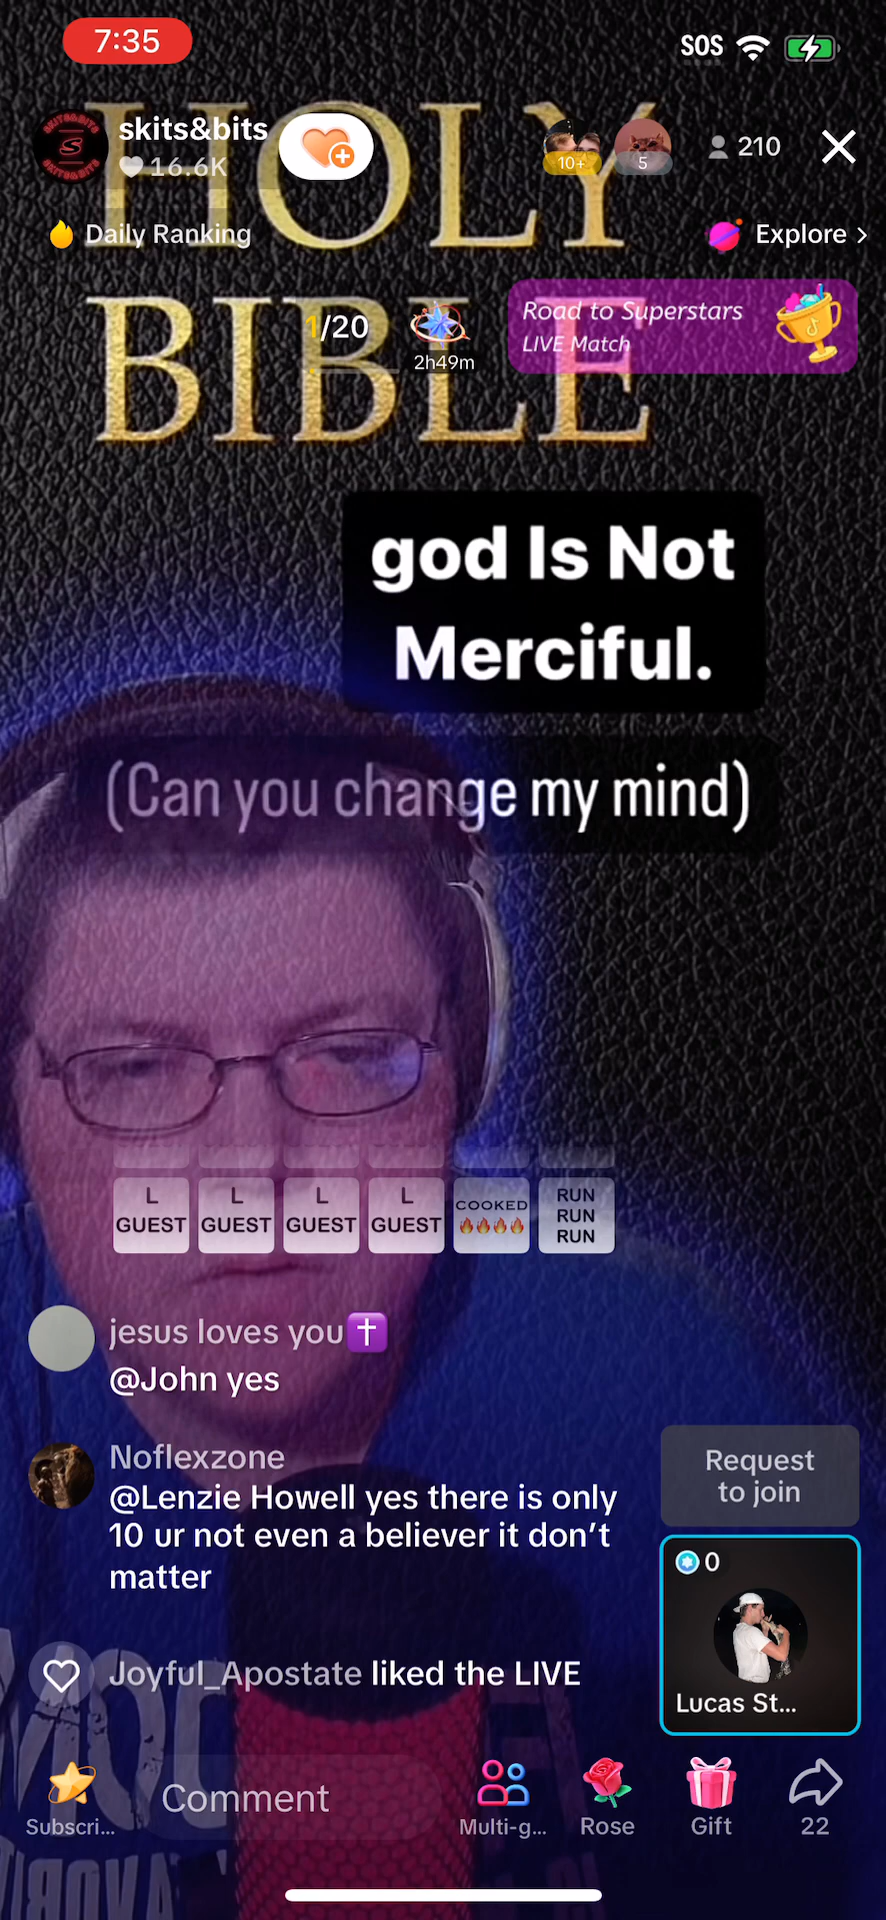 7:35
SOS
HOLY
BIBLE
skits&bits
16.6K
10+
5
210
Daily Ranking
Explore >
1/20
2h49m
Road to Superstars
LIVE Match
god Is Not
Merciful.
(Can you change my mind)
L GUEST
L GUEST
L GUEST
L GUEST
COOKED
RUN RUN RUN
jesus loves you
@John yes
Noflexzone
@Lenzie Howell yes there is only
10 ur not even a believer it don't
matter
Joyful_Apostate liked the LIVE
Request
to join
0
Lucas St...
Subscri...
Comment
Multi-g...
Rose
Gift
22